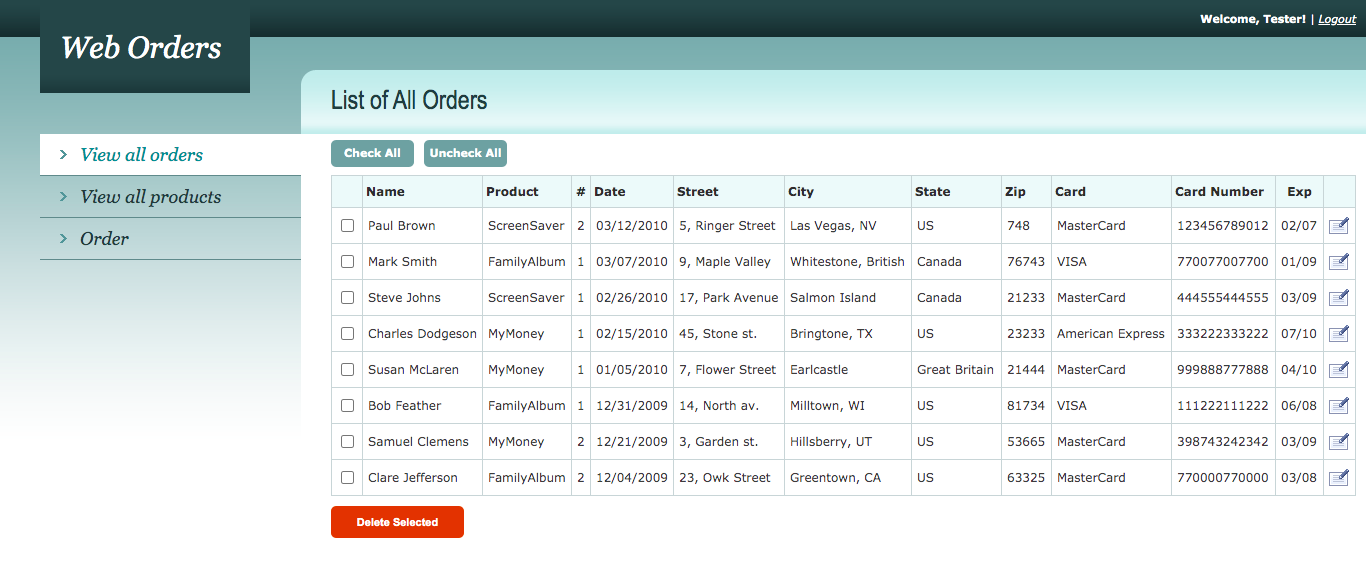 Welcome, Tester! | Logout
Web Orders
List of All Orders
View all orders
View all products
Order
Check All Uncheck All
Name Product # Date Street City State Zip Card Card Number Exp
Paul Brown ScreenSaver 2 03/12/2010 5, Ringer Street Las Vegas, NV US 748 MasterCard 123456789012 02/07
Mark Smith FamilyAlbum 1 03/07/2010 9, Maple Valley Whitestone, British Canada 76743 VISA 770077007700 01/09
Steve Johns ScreenSaver 1 02/26/2010 17, Park Avenue Salmon Island Canada 21233 MasterCard 444555444555 03/09
Charles Dodgeson MyMoney 1 02/15/2010 45, Stone st. Bringtone, TX US 23233 American Express 333222333222 07/10
Susan McLaren MyMoney 1 01/05/2010 7, Flower Street Earlcastle Great Britain 21444 MasterCard 999888777888 04/10
Bob Feather FamilyAlbum 1 12/31/2009 14, North av. Milltown, WI US 81734 VISA 111222111222 06/08
Samuel Clemens MyMoney 2 12/21/2009 3, Garden st. Hillsberry, UT US 53665 MasterCard 398743242342 03/09
Clare Jefferson FamilyAlbum 2 12/04/2009 23, Owk Street Greentown, CA US 63325 MasterCard 770000770000 03/08
Delete Selected